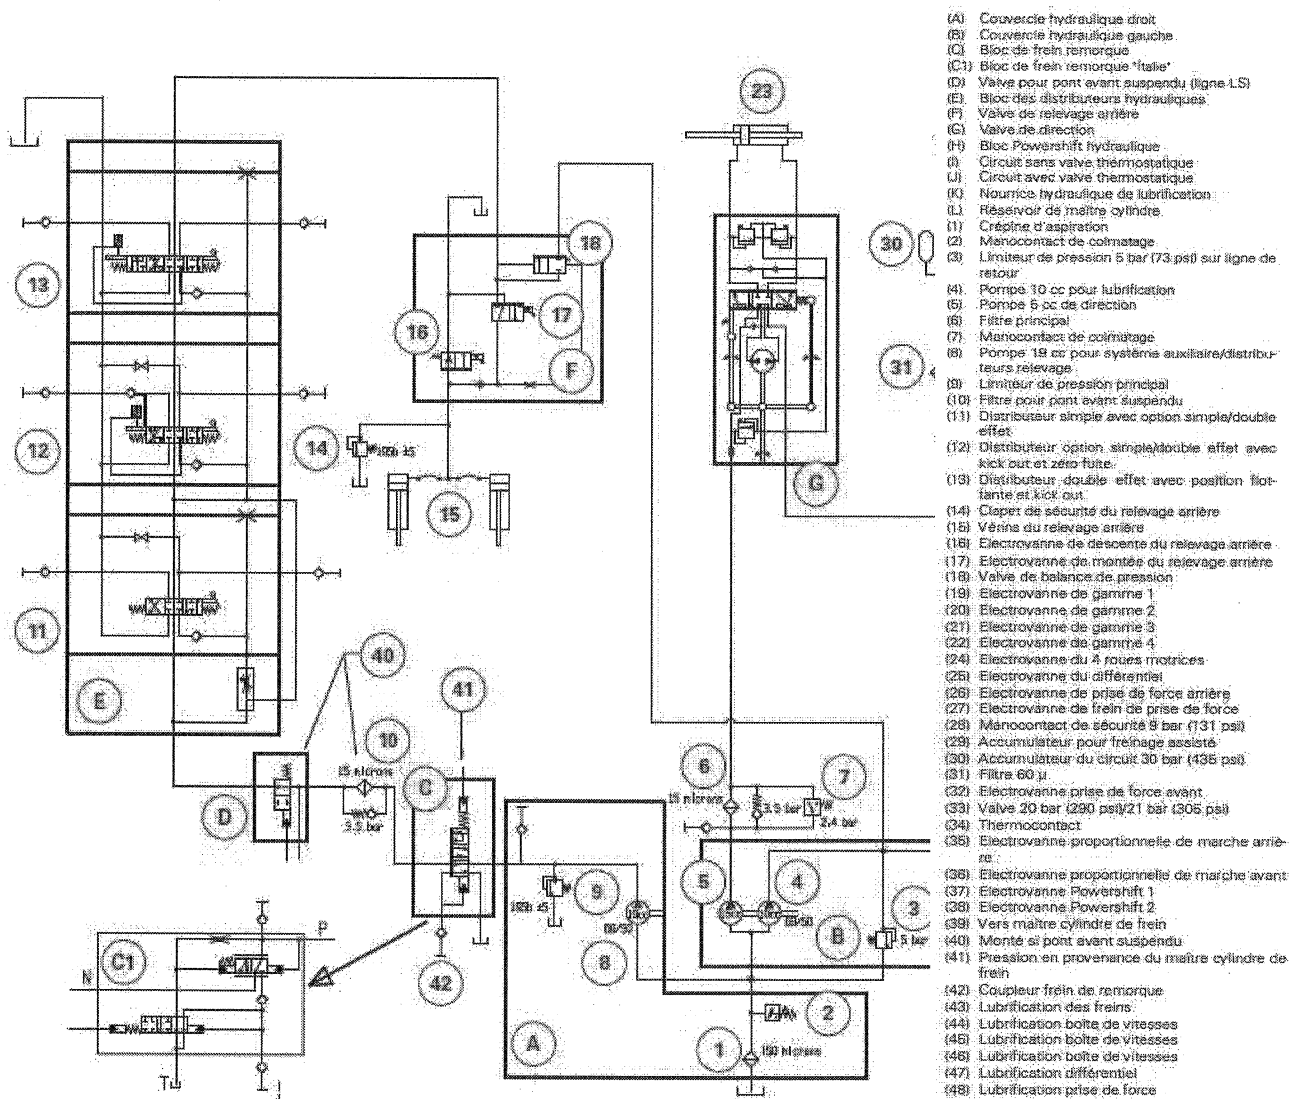 (A) Couvercle hydraulique droit
(B) Couvercle hydraulique gauche
(C) Bloc de frein remorque
(C1) Bloc de frein remorque "Italie"
(D) Valve pour pont avant suspendu (ligne LS)
(E) Bloc des distributeurs hydrauliques
(F) Valve de relevage arrière
(G) Valve de direction
(H) Bloc Powershift hydraulique
(I) Circuit sans valve thermostatique
(J) Circuit avec valve thermostatique
(K) Nourrice hydraulique de lubrification
(L) Réservoir de maître cylindre
(1) Crépine d'aspiration
(2) Manocontact de colmatage
(3) Limiteur de pression 5 bar (73 psi) sur ligne de
retour
(4) Pompe 10 cc pour lubrification
(5) Pompe 5 cc de direction
(6) Filtre principal
(7) Manocontact de colmatage
(8) Pompe 19 cc pour système auxiliaire/distribu-
teurs relevage
(9) Limiteur de pression principal
(10) Filtre pour pont avant suspendu
(11) Distributeur simple avec option simple/double
effet
(12) Distributeur option simple/double effet avec
kick out et zéro fuite
(13) Distributeur double effet avec position flot-
tante et kick out
(14) Clapet de sécurité du relevage arrière
(15) Vérins du relevage arrière
(16) Electrovanne de descente du relevage arrière
(17) Electrovanne de montée du relevage arrière
(18) Valve de balance de pression
(19) Electrovanne de gamme 1
(20) Electrovanne de gamme 2
(21) Electrovanne de gamme 3
(22) Electrovanne de gamme 4
(24) Electrovanne du 4 roues motrices
(25) Electrovanne du différentiel
(26) Electrovanne de prise de force arrière
(27) Electrovanne de frein de prise de force
(28) Manocontact de sécurité 9 bar (131 psi)
(29) Accumulateur pour freinage assisté
(30) Accumulateur du circuit 30 bar (435 psi)
(31) Filtre 60 µ
(32) Electrovanne prise de force avant
(33) Valve 20 bar (290 psi)/21 bar (305 psi)
(34) Thermocontact
(35) Electrovanne proportionnelle de marche arriè-
re
(36) Electrovanne proportionnelle de marche avant
(37) Electrovanne Powershift 1
(38) Electrovanne Powershift 2
(39) Vers maître cylindre de frein
(40) Monté si pont avant suspendu
(41) Pression en provenance du maître cylindre de
frein
(42) Coupleur frein de remorque
(43) Lubrification des freins
(44) Lubrification boîte de vitesses
(45) Lubrification boîte de vitesses
(46) Lubrification boîte de vitesses
(47) Lubrification différentiel
(48) Lubrification prise de force
23
18
30
13
16
17
F
31
12
14
G
15
11
40
41
E
10
15 microns
C
6
7
15 microns
3.5 bar
2.4 bar
D
3.5 bar
9
5
4
3
B
5 bar
8
P
C1
N
42
2
A
1
150 microns
T